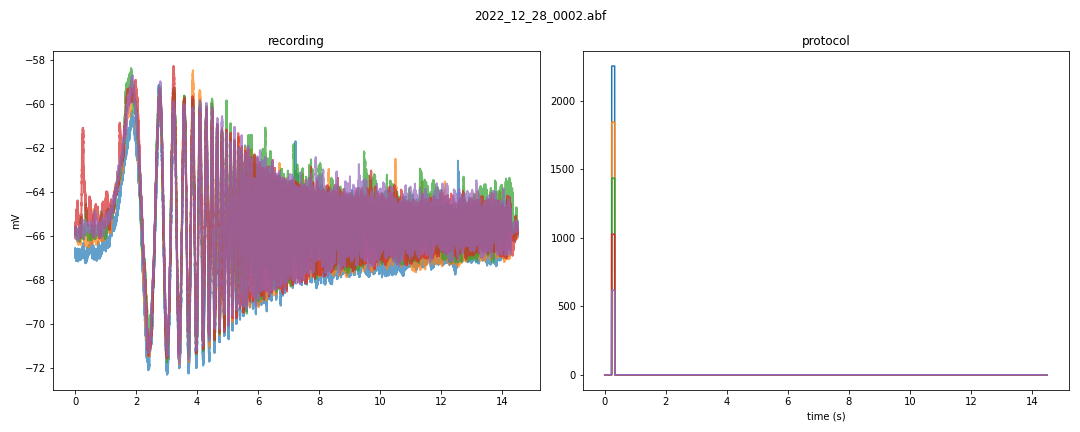 2022_12_28_0002.abf
recording
mV
−58
−60
−62
−64
−66
−68
−70
−72
0 2 4 6 8 10 12 14
protocol
2000
1500
1000
500
0
0 2 4 6 8 10 12 14
time (s)